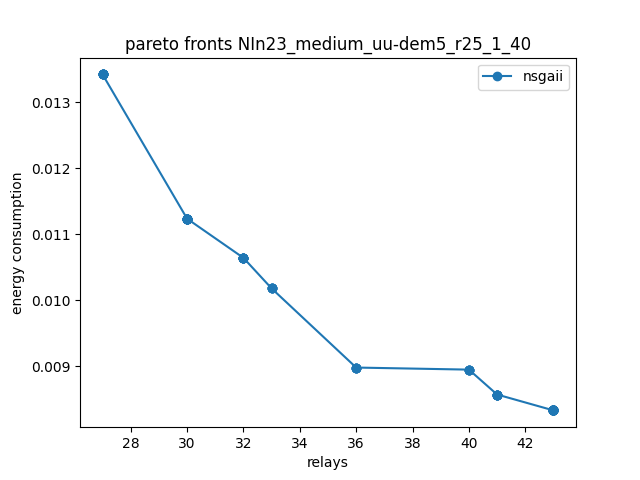 pareto fronts NIn23_medium_uu-dem5_r25_1_40
nsgaii
0.013
0.012
0.011
0.010
0.009
energy consumption
28 30 32 34 36 38 40 42
relays